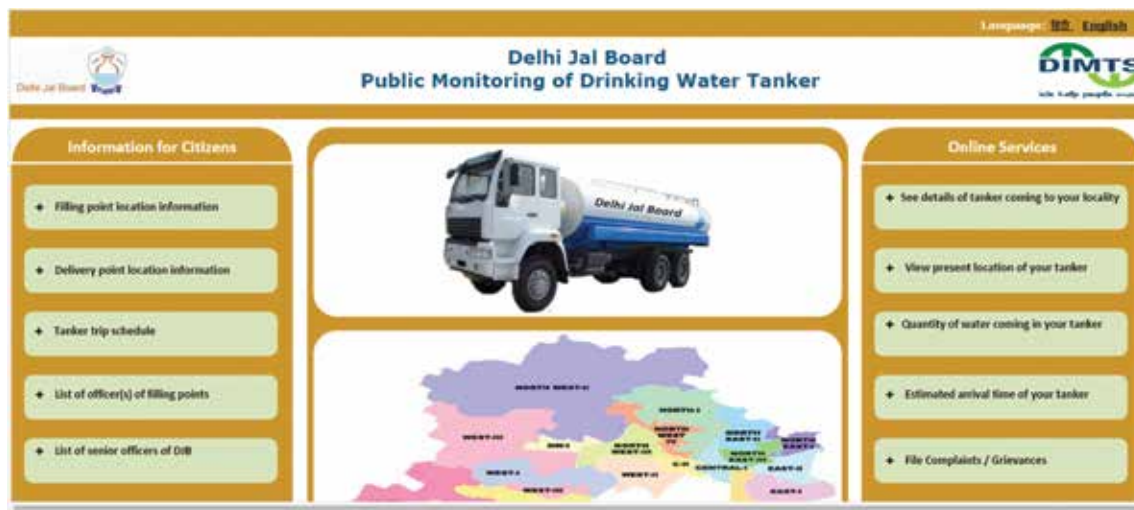 Language: हिंदी. English
Delhi Jal Board
Delhi Jal Board
Public Monitoring of Drinking Water Tanker
DIMTS
Information for Citizens
Filling point location information
Delivery point location information
Tanker trip schedule
List of officer(s) of filling points
List of senior officers of DJB
Delhi Jal Board
NORTH WEST-II
NORTH-I
WEST-III
NORTH WEST-III
NORTH WEST IV
NORTH EAST-II
NORTH EAST-I
NORTH EAST-III
CENTRAL-I
EAST-II
WEST-I
WEST-II
WEST-III
EAST-I
Online Services
See details of tanker coming to your locality
View present location of your tanker
Quantity of water coming in your tanker
Estimated arrival time of your tanker
File Complaints / Grievances